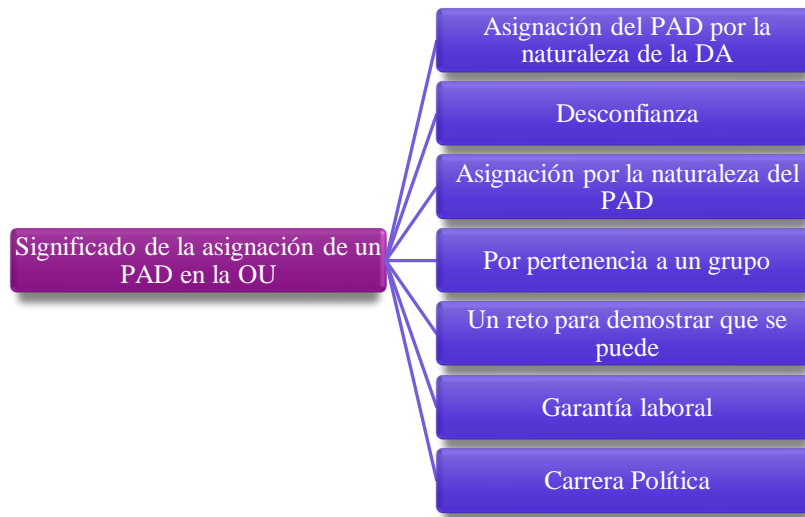 Significado de la asignación de un
PAD en la OU
Asignación del PAD por la
naturaleza de la DA
Desconfianza
Asignación por la naturaleza del
PAD
Por pertenencia a un grupo
Un reto para demostrar que se
puede
Garantía laboral
Carrera Política